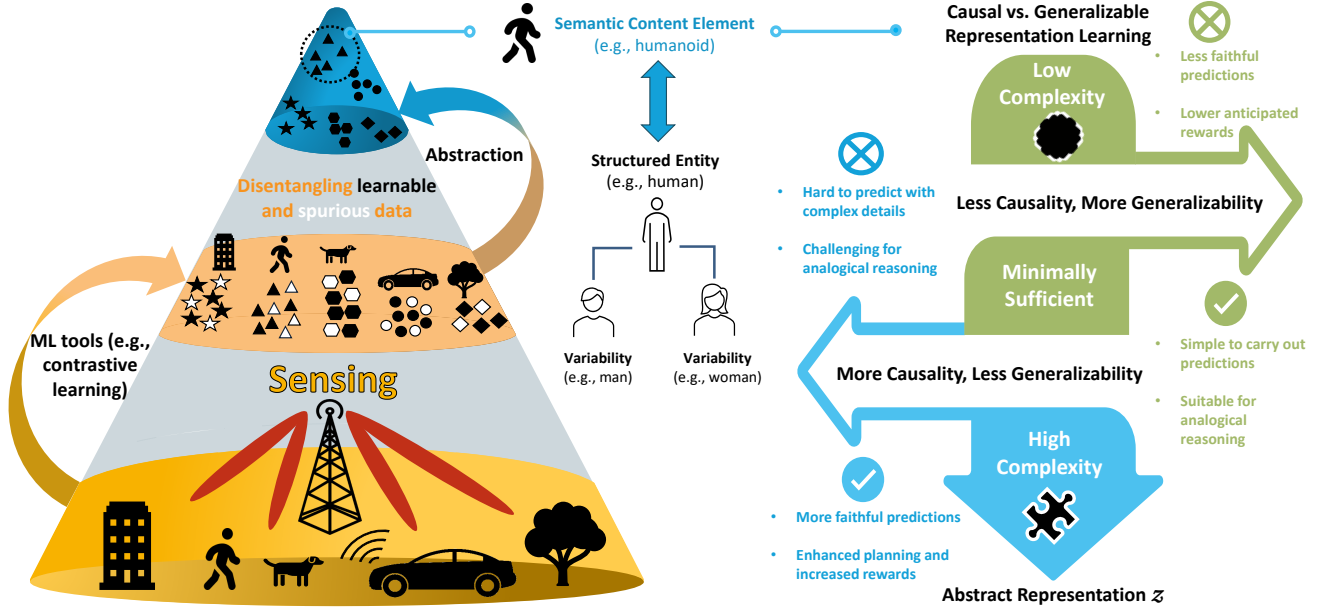 Semantic Content Element
(e.g., humanoid)
Structured Entity
(e.g., human)
Variability
(e.g., man)
Variability
(e.g., woman)
Abstraction
Disentangling learnable
and spurious data
ML tools (e.g.,
contrastive
learning)
Sensing
Causal vs. Generalizable
Representation Learning
Low
Complexity
• Less faithful
predictions
• Lower anticipated
rewards
Less Causality, More Generalizability
• Hard to predict with
complex details
• Challenging for
analogical reasoning
Minimally
Sufficient
• Simple to carry out
predictions
• Suitable for
analogical
reasoning
More Causality, Less Generalizability
High
Complexity
• More faithful predictions
• Enhanced planning and
increased rewards
Abstract Representation z